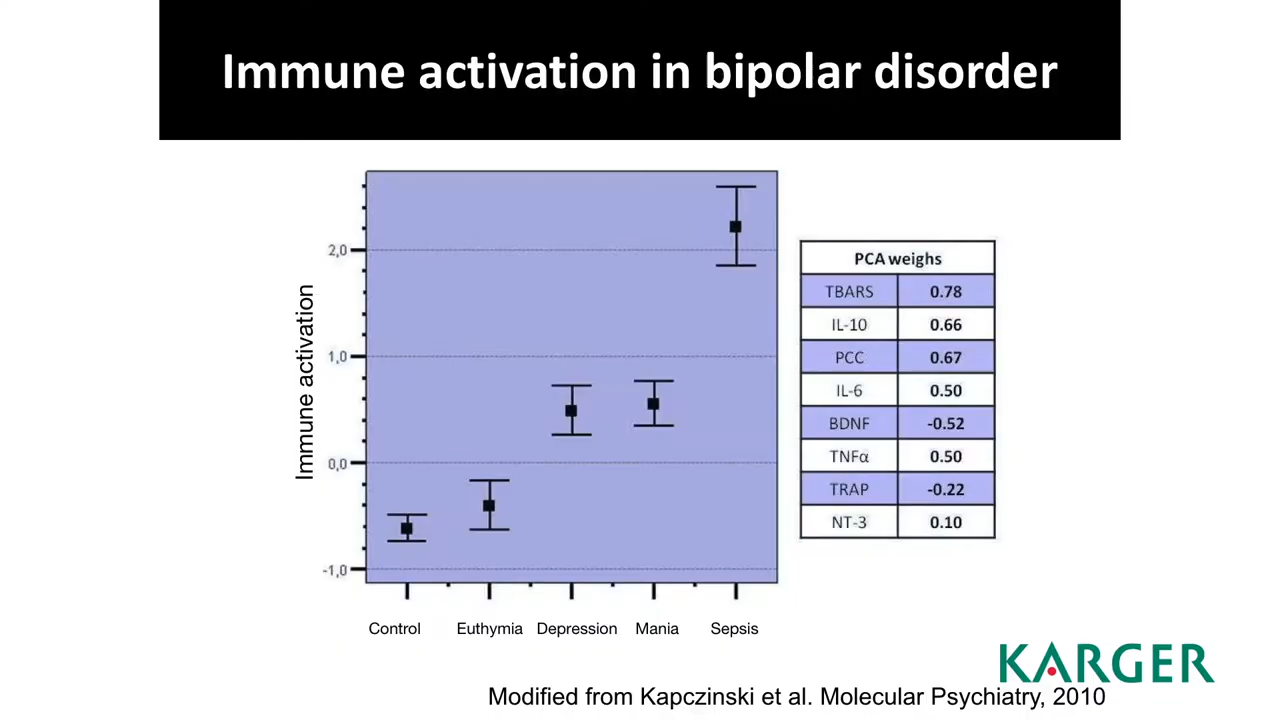 Immune activation in bipolar disorder
Immune activation
2,0
1,0
0,0
-1,0
Control Euthymia Depression Mania Sepsis
PCA weighs
TBARS 0.78
IL-10 0.66
PCC 0.67
IL-6 0.50
BDNF -0.52
TNFα 0.50
TRAP -0.22
NT-3 0.10
KARGER
Modified from Kapczinski et al. Molecular Psychiatry, 2010